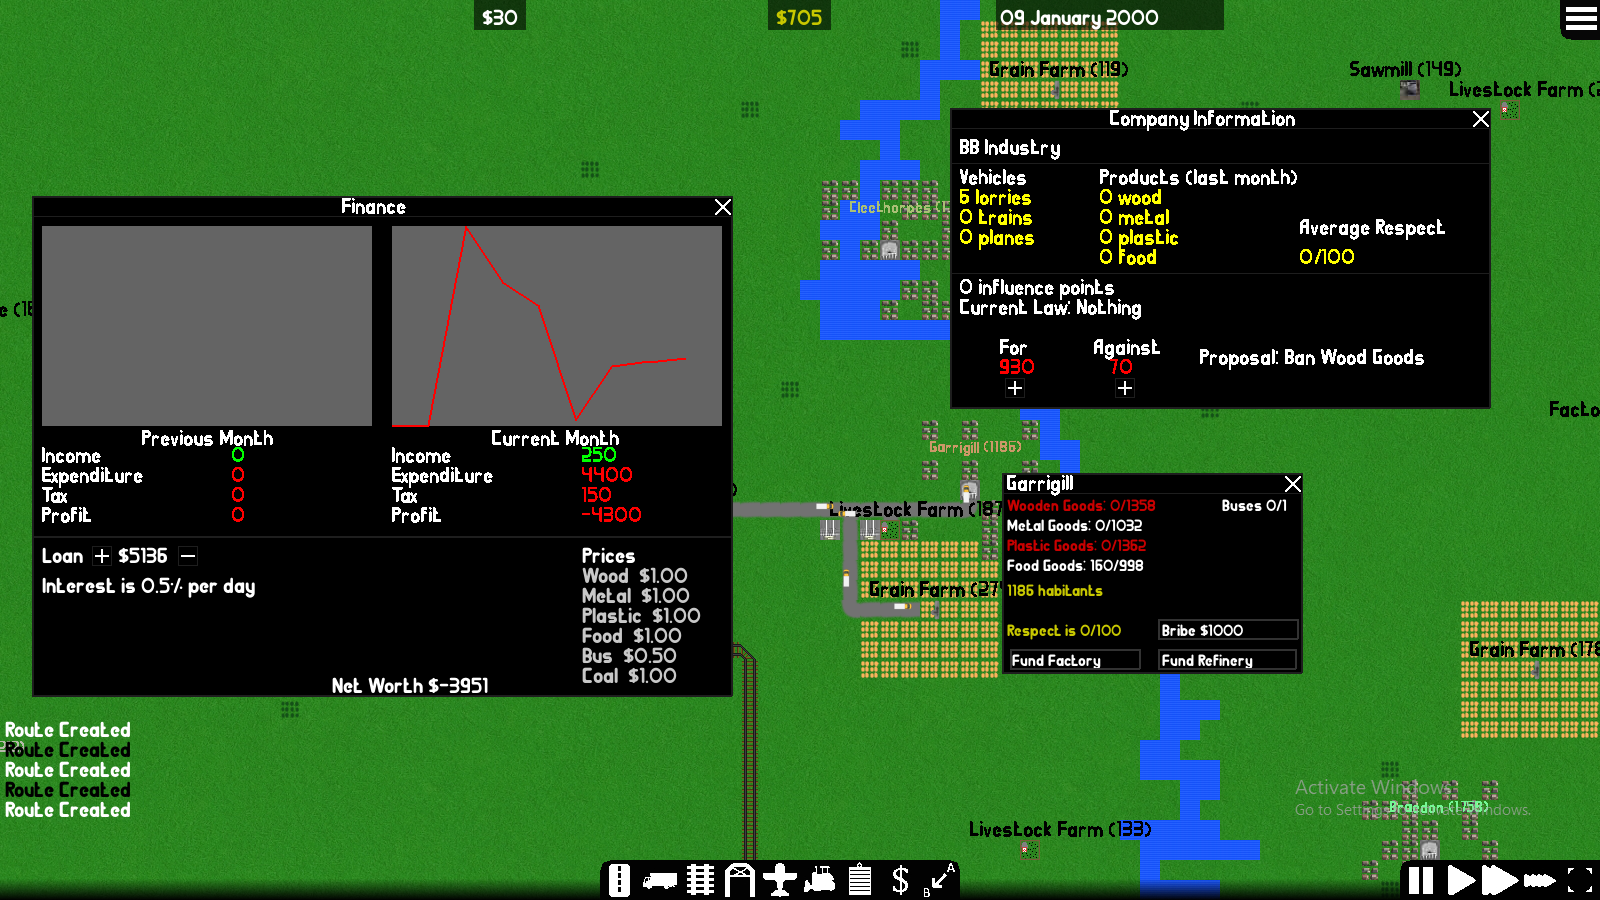 $30
$705
09 January 2000
Grain Farm (119)
Sawmill (149)
Livestock Farm (2
Company Information
BB Industry
Vehicles
5 lorries
0 trains
0 planes
Products (last month)
0 wood
0 metal
0 plastic
0 food
Average Respect
0/100
0 influence points
Current Law: Nothing
For
930
+
Against
70
+
Proposal: Ban Wood Goods
Cleethorpes (1
Finance
Previous Month
Income 0
Expenditure 0
Tax 0
Profit 0
Current Month
Income 250
Expenditure 4400
Tax 150
Profit -4300
Loan + $5136 -
Interest is 0.5% per day
Prices
Wood $1.00
Metal $1.00
Plastic $1.00
Food $1.00
Bus $0.50
Coal $1.00
Net Worth $-3951
Facto
Garrigill (1186)
Livestock Farm (187
Grain Farm (27
Garrigill
Wooden Goods: 0/1358
Buses 0/1
Metal Goods: 0/1032
Plastic Goods: 0/1362
Food Goods: 160/998
1186 habitants
Respect is 0/100
Bribe $1000
Fund Factory
Fund Refinery
Grain Farm (178
Route Created
Route Created
Route Created
Route Created
Route Created
Activate Windows
Go to Settings to activate Windows.
Braedon (1758)
Livestock Farm (133)
$
A
B